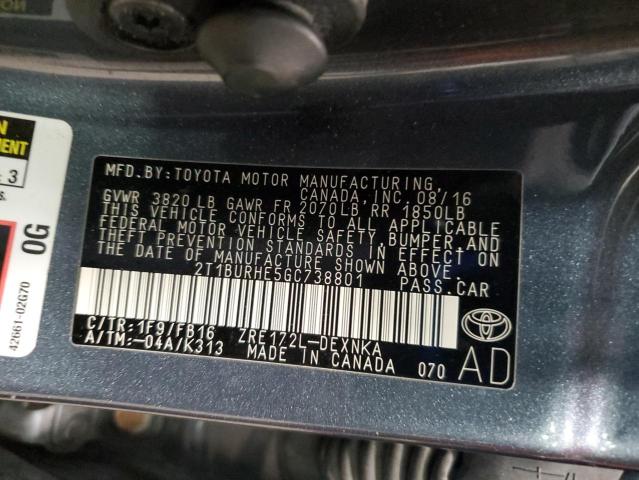 MFD.BY:TOYOTA MOTOR MANUFACTURING,
CANADA, INC. 08/16
GVWR 3820 LB GAWR FR 2020LB RR 1850LB
THIS VEHICLE CONFORMS TO ALL APPLICABLE
FEDERAL MOTOR VEHICLE SAFETY, BUMPER, AND
THEFT PREVENTION STANDARDS IN EFFECT ON
THE DATE OF MANUFACTURE SHOWN ABOVE.
2T1BURHE5GC738801 PASS.CAR
C/TR:1F9/FB16 ZRE172L-DEXNKA
A/TM:-04A/K313 MADE IN CANADA 070
AD
3
0G
42661-02G70